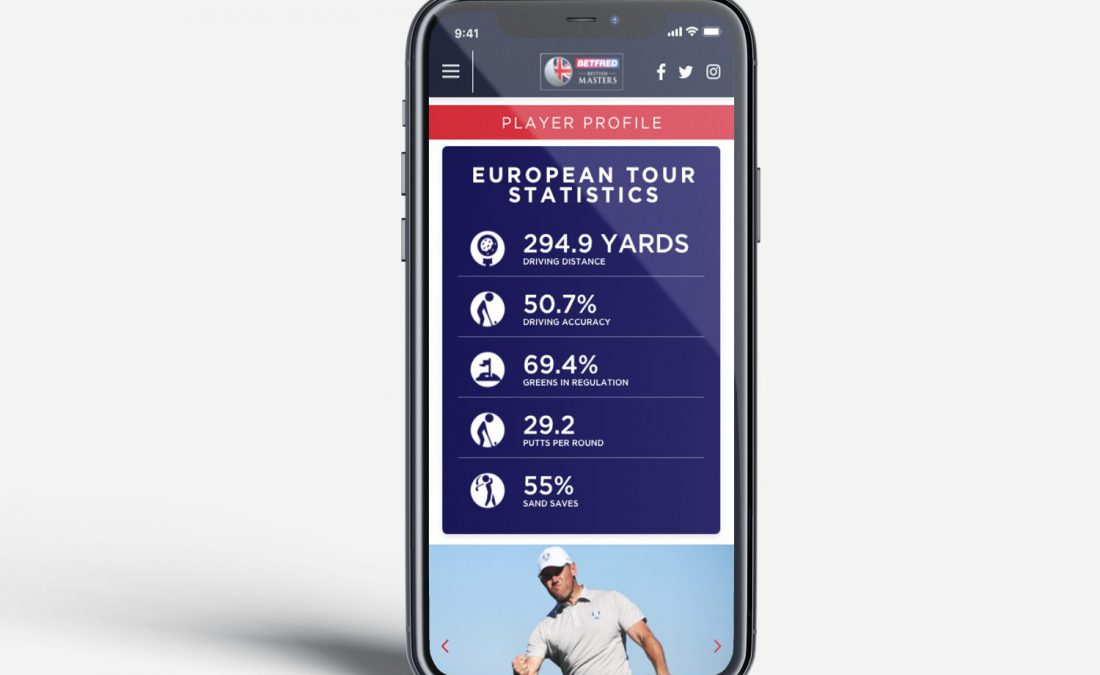 9:41
BETFRED
BRITISH
MASTERS
PLAYER PROFILE
EUROPEAN TOUR
STATISTICS
294.9 YARDS
DRIVING DISTANCE
50.7%
DRIVING ACCURACY
69.4%
GREENS IN REGULATION
29.2
PUTTS PER ROUND
55%
SAND SAVES